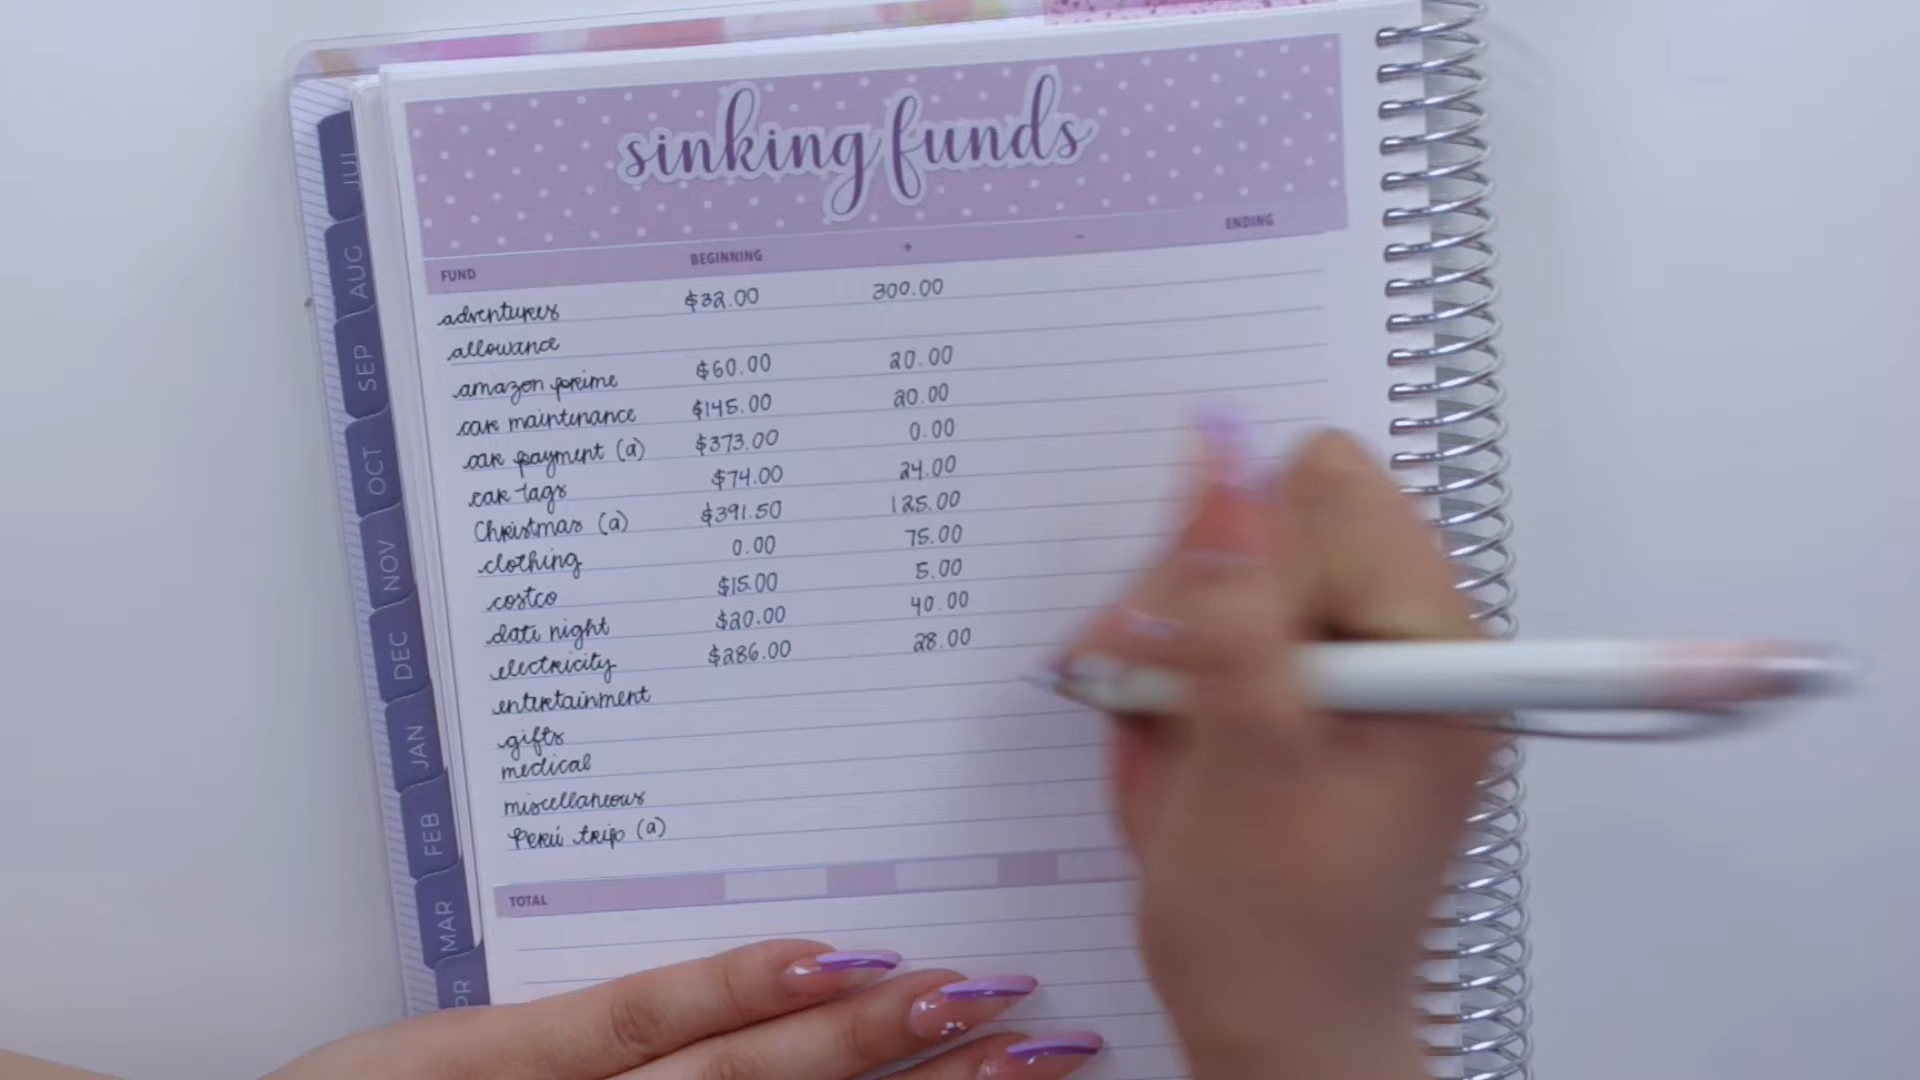 sinking funds
FUND BEGINNING + - ENDING
adventures $32.00 300.00
allowance
amazon prime $60.00 20.00
car maintenance $145.00 20.00
car payment (a) $373.00 0.00
car tags $74.00 24.00
Christmas (a) $391.50 125.00
clothing 0.00 75.00
costco $15.00 5.00
date night $20.00 40.00
electricity $286.00 28.00
entertainment
gifts
medical
miscellaneous
Perú trip (a)
TOTAL
JUL
AUG
SEP
OCT
NOV
DEC
JAN
FEB
MAR
PR